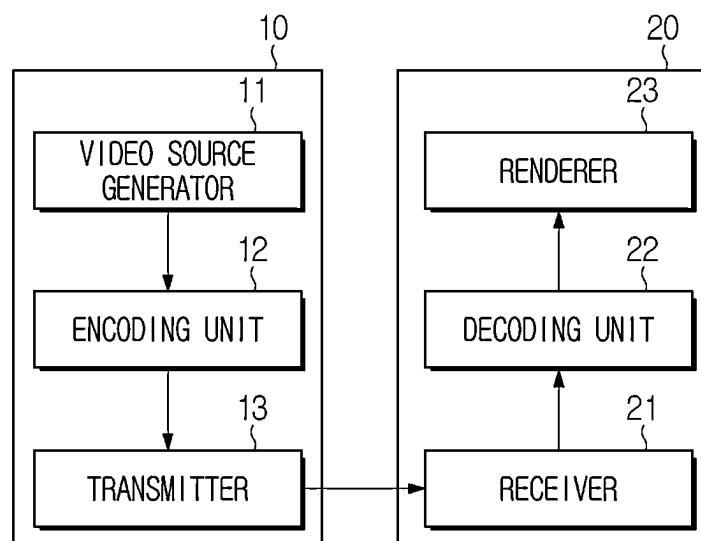 10
11
VIDEO SOURCE
GENERATOR
12
ENCODING UNIT
13
TRANSMITTER
20
23
RENDERER
22
DECODING UNIT
21
RECEIVER